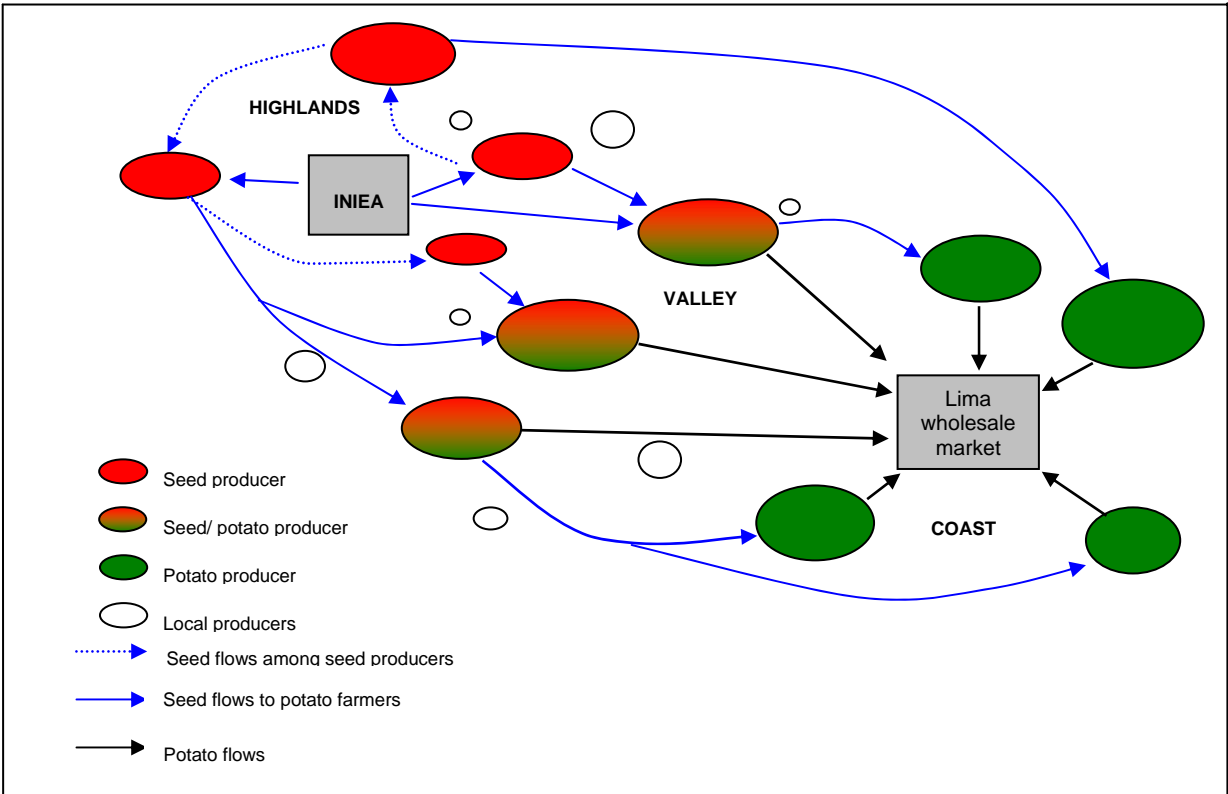 HIGHLANDS
INIEA
VALLEY
Lima
wholesale
market
COAST
Seed producer
Seed/ potato producer
Potato producer
Local producers
Seed flows among seed producers
Seed flows to potato farmers
Potato flows